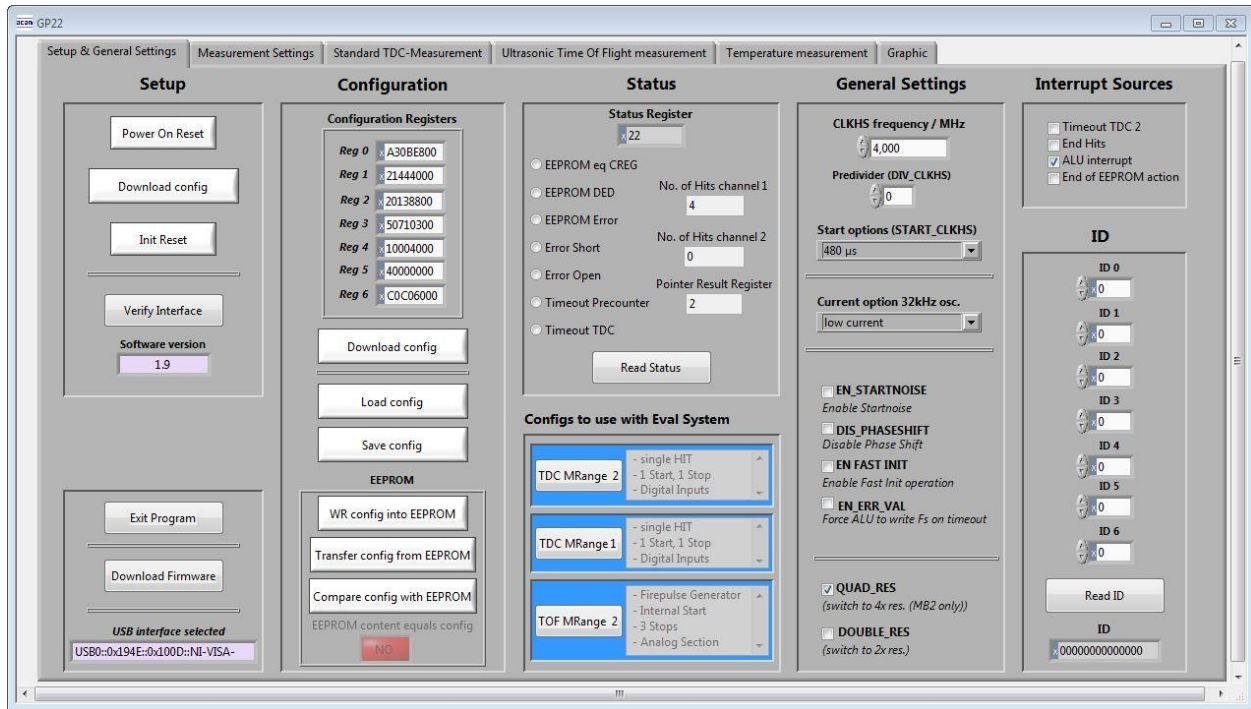 acam GP22
Setup & General Settings
Measurement Settings
Standard TDC-Measurement
Ultrasonic Time Of Flight measurement
Temperature measurement
Graphic
Setup
Power On Reset
Download config
Init Reset
Verify Interface
Software version
1.9
Exit Program
Download Firmware
USB interface selected
USB0::0x194E::0x100D::NI-VISA-
Configuration
Configuration Registers
Reg 0 x A30BE800
Reg 1 x 21444000
Reg 2 x 20138800
Reg 3 x 50710300
Reg 4 x 10004000
Reg 5 x 40000000
Reg 6 x C0C06000
Download config
Load config
Save config
EEPROM
WR config into EEPROM
Transfer config from EEPROM
Compare config with EEPROM
EEPROM content equals config
NO
Status
Status Register
x 22
EEPROM eq CREG
EEPROM DED
EEPROM Error
Error Short
Error Open
Timeout Precounter
Timeout TDC
No. of Hits channel 1
4
No. of Hits channel 2
0
Pointer Result Register
2
Read Status
Configs to use with Eval System
TDC MRange 2
- single HIT
- 1 Start, 1 Stop
- Digital Inputs
TDC MRange 1
- single HIT
- 1 Start, 1 Stop
- Digital Inputs
TOF MRange 2
- Firepulse Generator
- Internal Start
- 3 Stops
- Analog Section
General Settings
CLKHS frequency / MHz
4,000
Predivider (DIV_CLKHS)
0
Start options (START_CLKHS)
480 µs
Current option 32kHz osc.
low current
EN_STARTNOISE
Enable Startnoise
DIS_PHASESHIFT
Disable Phase Shift
EN FAST INIT
Enable Fast Init operation
EN_ERR_VAL
Force ALU to write Fs on timeout
QUAD_RES
(switch to 4x res. (MB2 only))
DOUBLE_RES
(switch to 2x res.)
Interrupt Sources
Timeout TDC 2
End Hits
ALU interrupt
End of EEPROM action
ID
ID 0
x 0
ID 1
x 0
ID 2
x 0
ID 3
x 0
ID 4
x 0
ID 5
x 0
ID 6
x 0
Read ID
ID
x 00000000000000